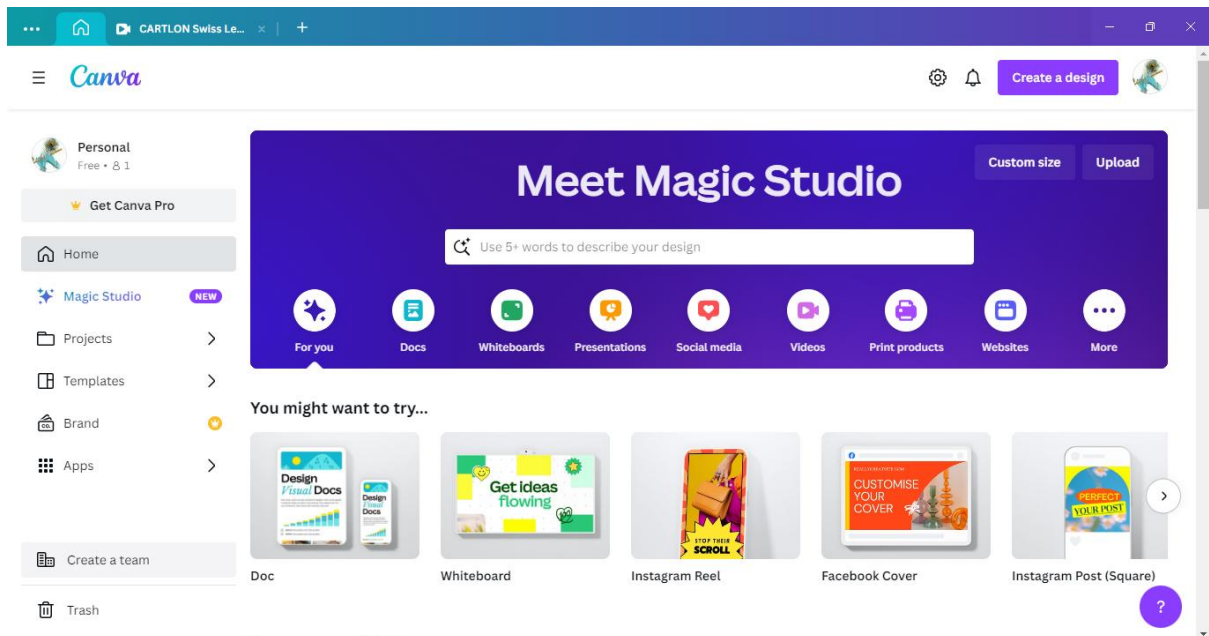 CARTLON Swiss Le...
Canva
Create a design
Personal
Free • 1
Get Canva Pro
Home
Magic Studio NEW
Projects
Templates
Brand
Apps
Create a team
Trash
Meet Magic Studio
Custom size Upload
Use 5+ words to describe your design
For you Docs Whiteboards Presentations Social media Videos Print products Websites More
You might want to try...
Design
Visual Docs
Design
Visual
Docs
Get ideas
flowing
STOP THEIR
SCROLL
CUSTOMISE
YOUR
COVER
PERFECT
YOUR POST
Doc Whiteboard Instagram Reel Facebook Cover Instagram Post (Square)
?